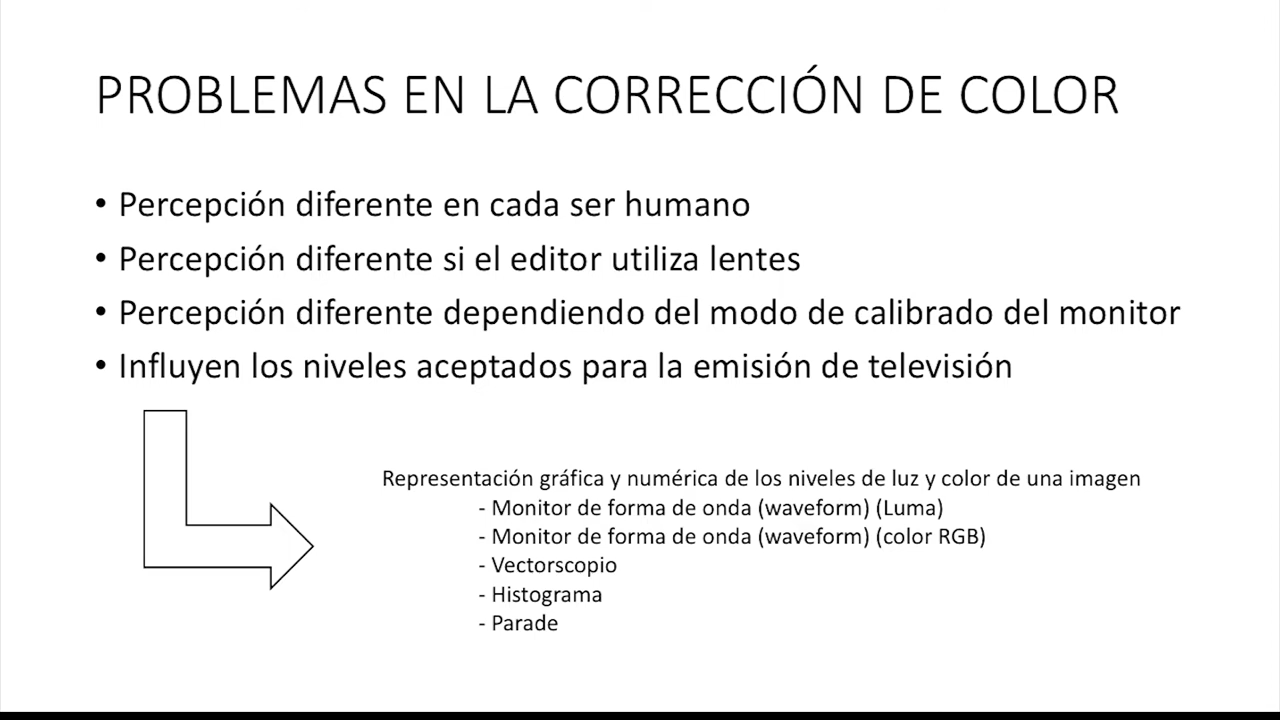 PROBLEMAS EN LA CORRECCIÓN DE COLOR
• Percepción diferente en cada ser humano
• Percepción diferente si el editor utiliza lentes
• Percepción diferente dependiendo del modo de calibrado del monitor
• Influyen los niveles aceptados para la emisión de televisión
Representación gráfica y numérica de los niveles de luz y color de una imagen
- Monitor de forma de onda (waveform) (Luma)
- Monitor de forma de onda (waveform) (color RGB)
- Vectorscopio
- Histograma
- Parade